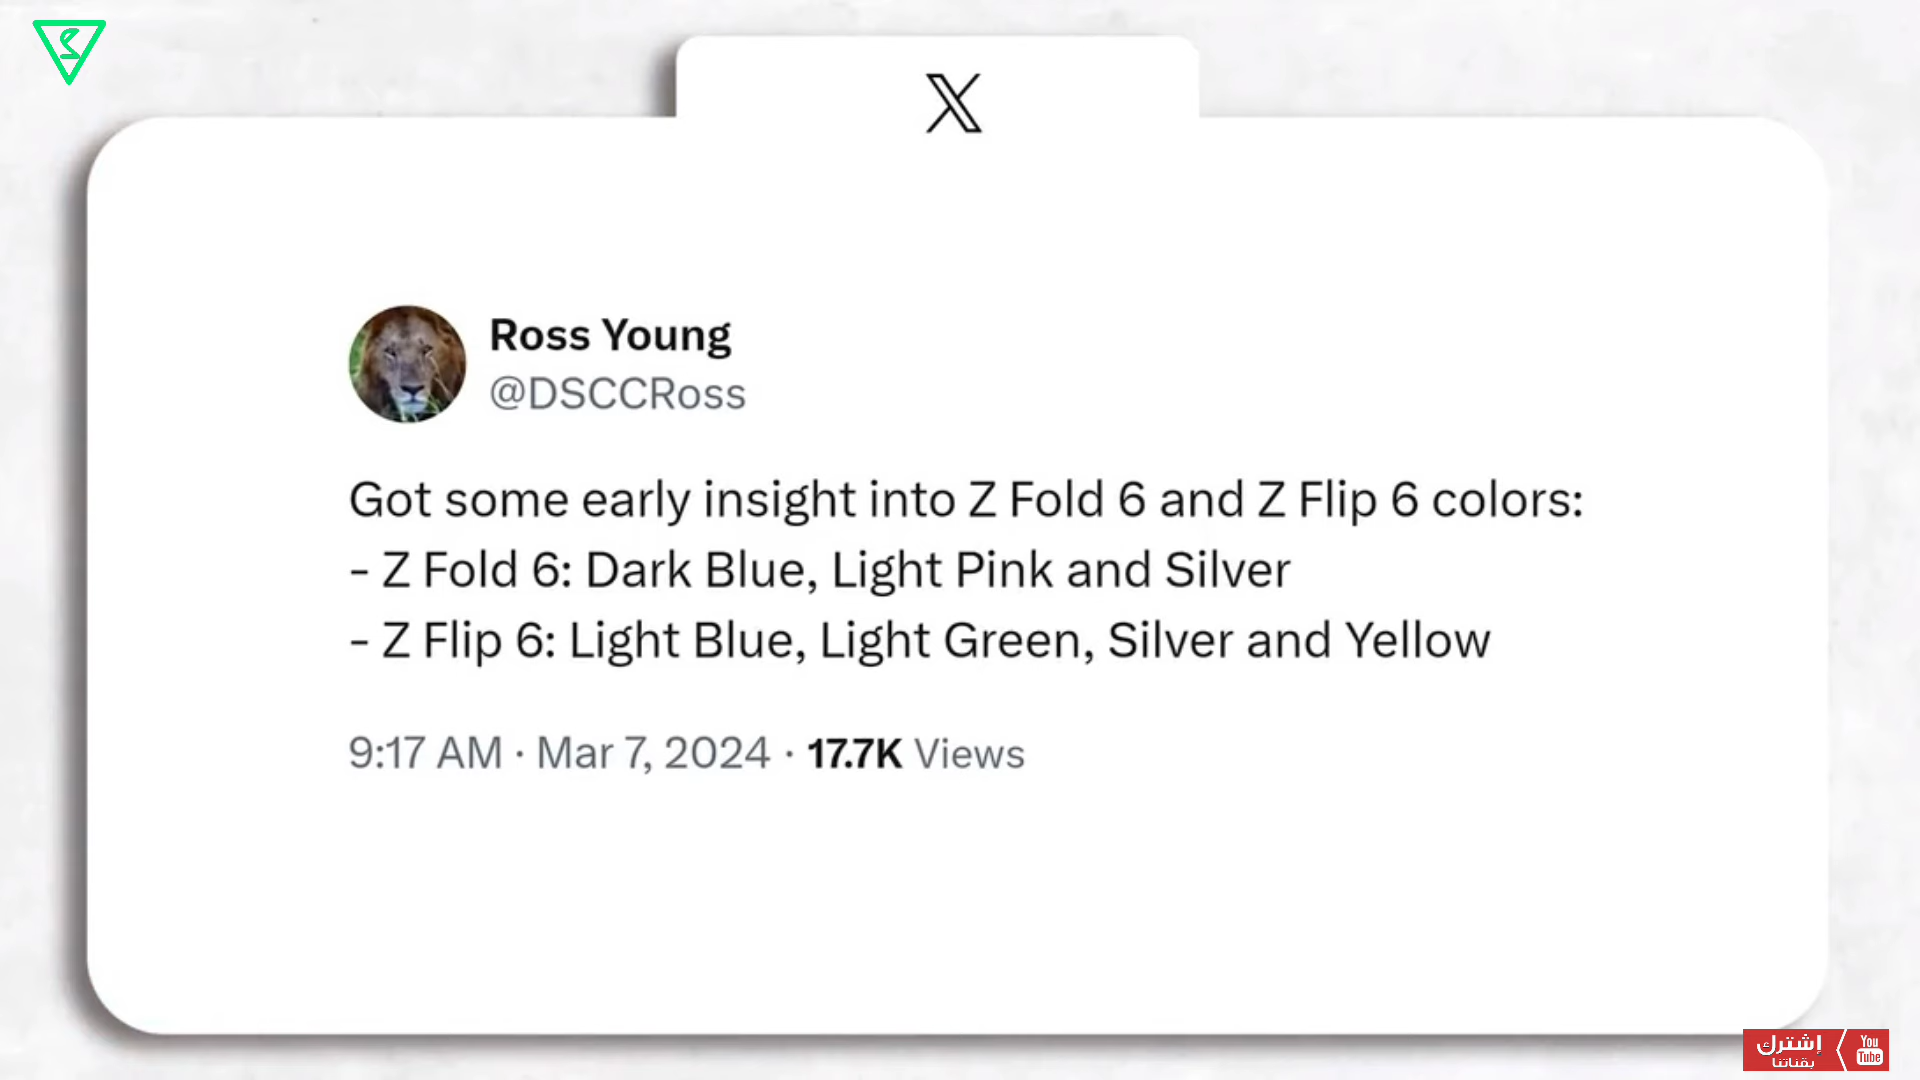 Ross Young
@DSCCRoss
Got some early insight into Z Fold 6 and Z Flip 6 colors:
- Z Fold 6: Dark Blue, Light Pink and Silver
- Z Flip 6: Light Blue, Light Green, Silver and Yellow
9:17 AM · Mar 7, 2024 · 17.7K Views
إشترك
بقناتنا
You
Tube